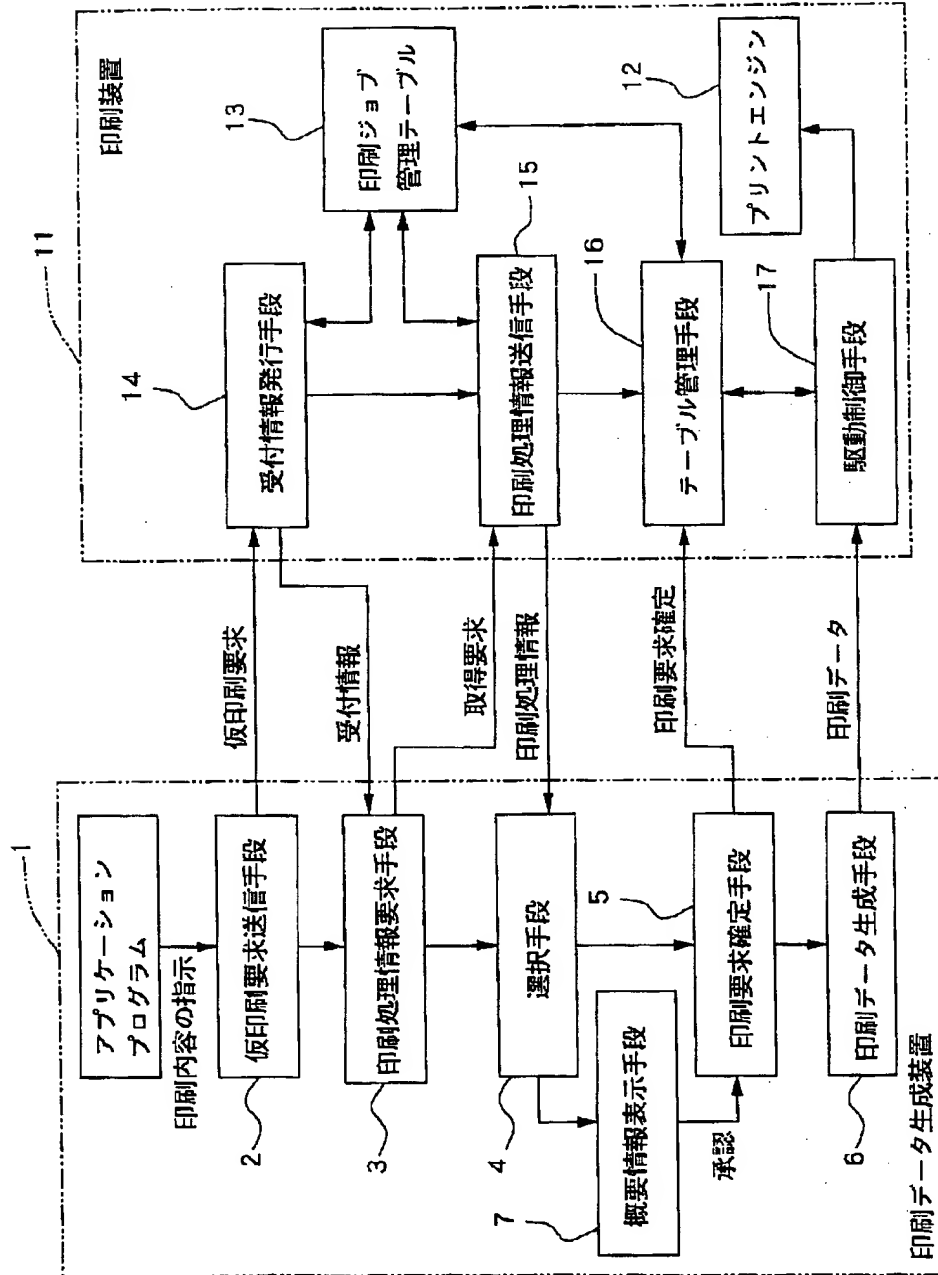 1
アプリケーション
プログラム
印刷内容の指示
仮印刷要求送信手段
2
印刷処理情報要求手段
3
選択手段
4
概要情報表示手段
7
承認
印刷要求確定手段
5
印刷データ生成手段
6
印刷データ生成装置
仮印刷要求
受付情報
取得要求
印刷処理情報
印刷要求確定
印刷データ
11
印刷装置
受付情報発行手段
14
印刷ジョブ
管理テーブル
13
印刷処理情報送信手段
15
テーブル管理手段
16
駆動制御手段
17
プリントエンジン
12